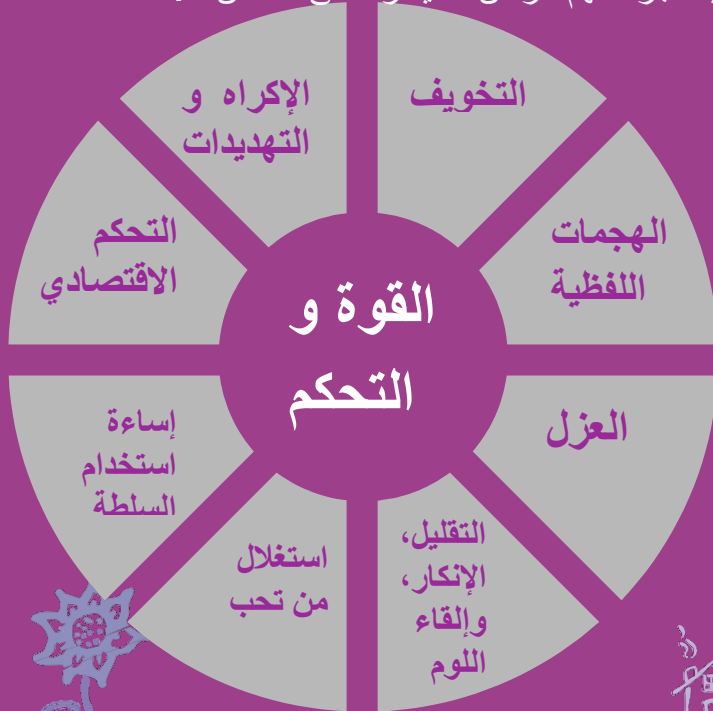 التخويف
الإكراه و
التهديدات
الهجمات
اللفظية
التحكم
الاقتصادي
القوة و
التحكم
العزل
إساءة
استخدام
السلطة
التقليل،
الإنكار،
وإلقاء
اللوم
استغلال
من تحب